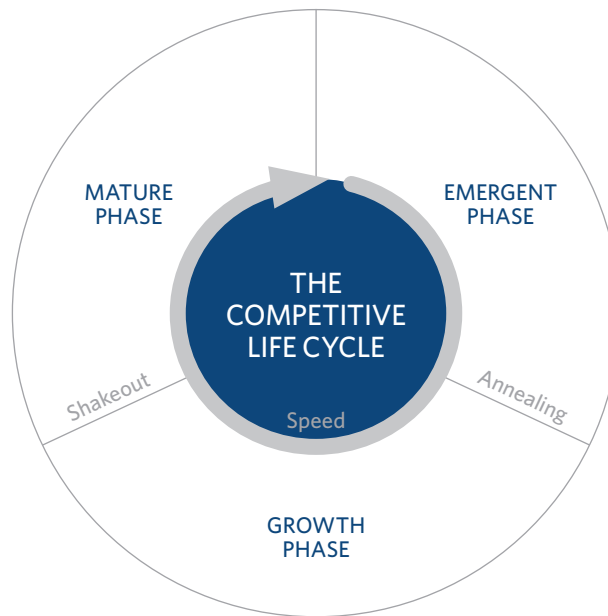 MATURE
PHASE
EMERGENT
PHASE
THE
COMPETITIVE
LIFE CYCLE
Shakeout
Annealing
Speed
GROWTH
PHASE